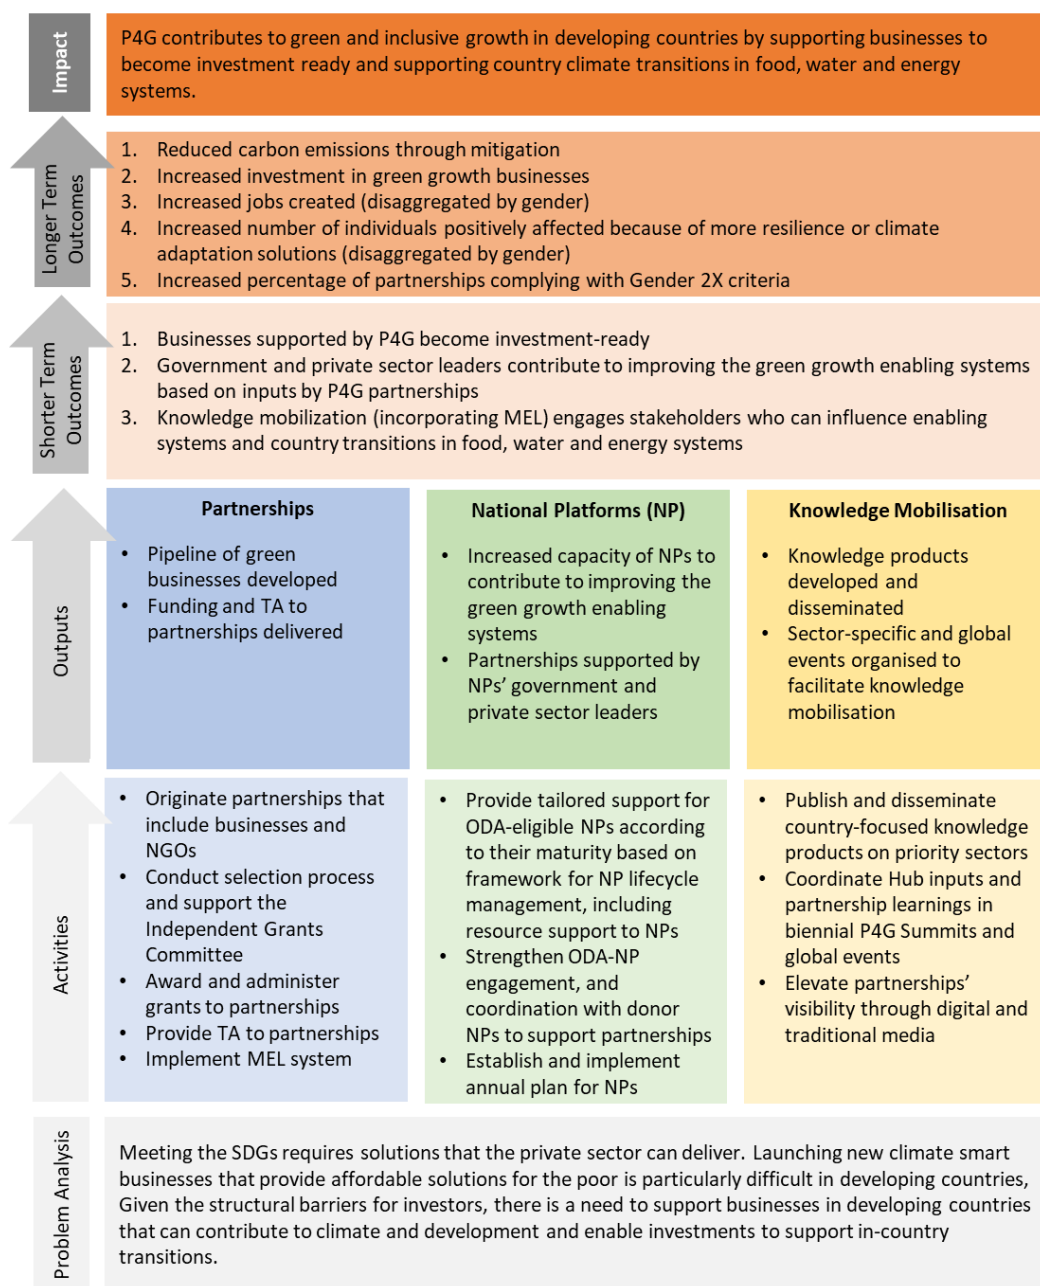 Impact
P4G contributes to green and inclusive growth in developing countries by supporting businesses to
become investment ready and supporting country climate transitions in food, water and energy
systems.
Longer Term
Outcomes
1. Reduced carbon emissions through mitigation
2. Increased investment in green growth businesses
3. Increased jobs created (disaggregated by gender)
4. Increased number of individuals positively affected because of more resilience or climate
adaptation solutions (disaggregated by gender)
5. Increased percentage of partnerships complying with Gender 2X criteria
Shorter Term
Outcomes
1. Businesses supported by P4G become investment-ready
2. Government and private sector leaders contribute to improving the green growth enabling systems
based on inputs by P4G partnerships
3. Knowledge mobilization (incorporating MEL) engages stakeholders who can influence enabling
systems and country transitions in food, water and energy systems
Outputs
Partnerships
• Pipeline of green
businesses developed
• Funding and TA to
partnerships delivered
National Platforms (NP)
• Increased capacity of NPs to
contribute to improving the
green growth enabling
systems
• Partnerships supported by
NPs' government and
private sector leaders
Knowledge Mobilisation
• Knowledge products
developed and
disseminated
• Sector-specific and global
events organised to
facilitate knowledge
mobilisation
Activities
• Originate partnerships that
include businesses and
NGOs
• Conduct selection process
and support the
Independent Grants
Committee
• Award and administer
grants to partnerships
• Provide TA to partnerships
• Implement MEL system
• Provide tailored support for
ODA-eligible NPs according
to their maturity based on
framework for NP lifecycle
management, including
resource support to NPs
• Strengthen ODA-NP
engagement, and
coordination with donor
NPs to support partnerships
• Establish and implement
annual plan for NPs
• Publish and disseminate
country-focused knowledge
products on priority sectors
• Coordinate Hub inputs and
partnership learnings in
biennial P4G Summits and
global events
• Elevate partnerships'
visibility through digital and
traditional media
Problem Analysis
Meeting the SDGs requires solutions that the private sector can deliver. Launching new climate smart
businesses that provide affordable solutions for the poor is particularly difficult in developing countries,
Given the structural barriers for investors, there is a need to support businesses in developing countries
that can contribute to climate and development and enable investments to support in-country
transitions.